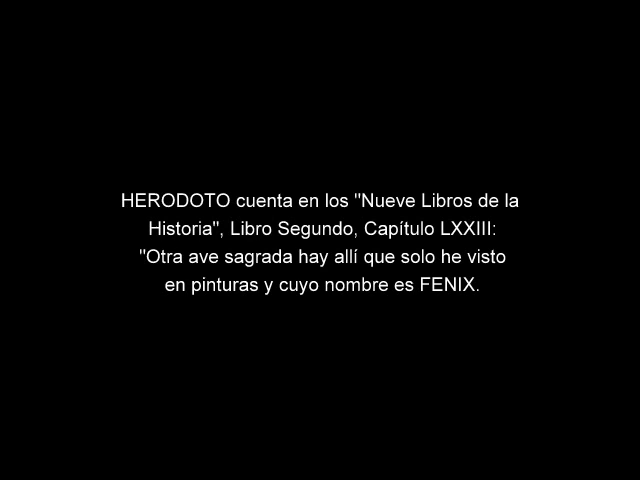 HERODOTO cuenta en los "Nueve Libros de la
Historia", Libro Segundo, Capítulo LXXIII:
"Otra ave sagrada hay allí que solo he visto
en pinturas y cuyo nombre es FENIX.